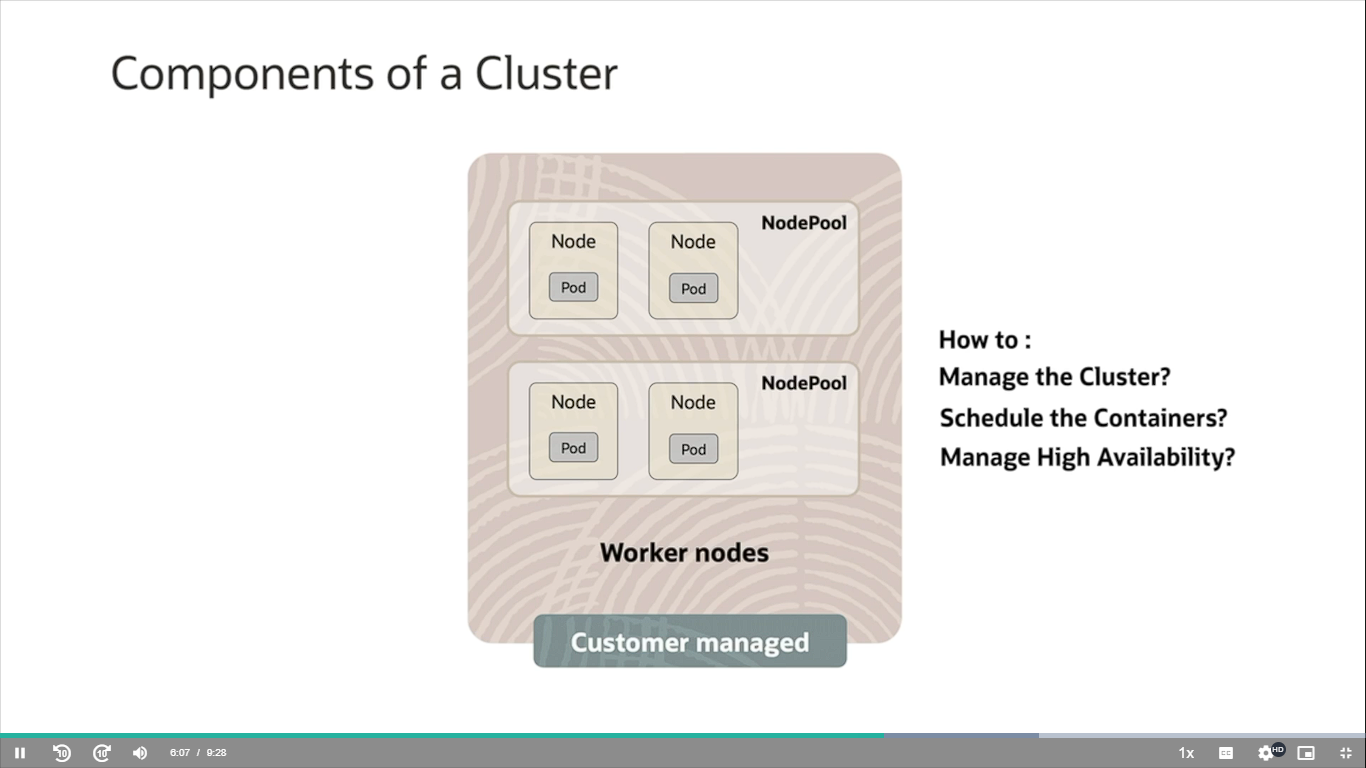 Components of a Cluster
NodePool
Node
Node
Pod
Pod
NodePool
Node
Node
Pod
Pod
Worker nodes
Customer managed
How to :
Manage the Cluster?
Schedule the Containers?
Manage High Availability?
10
10
6:07 / 9:28
1x
CC
HD